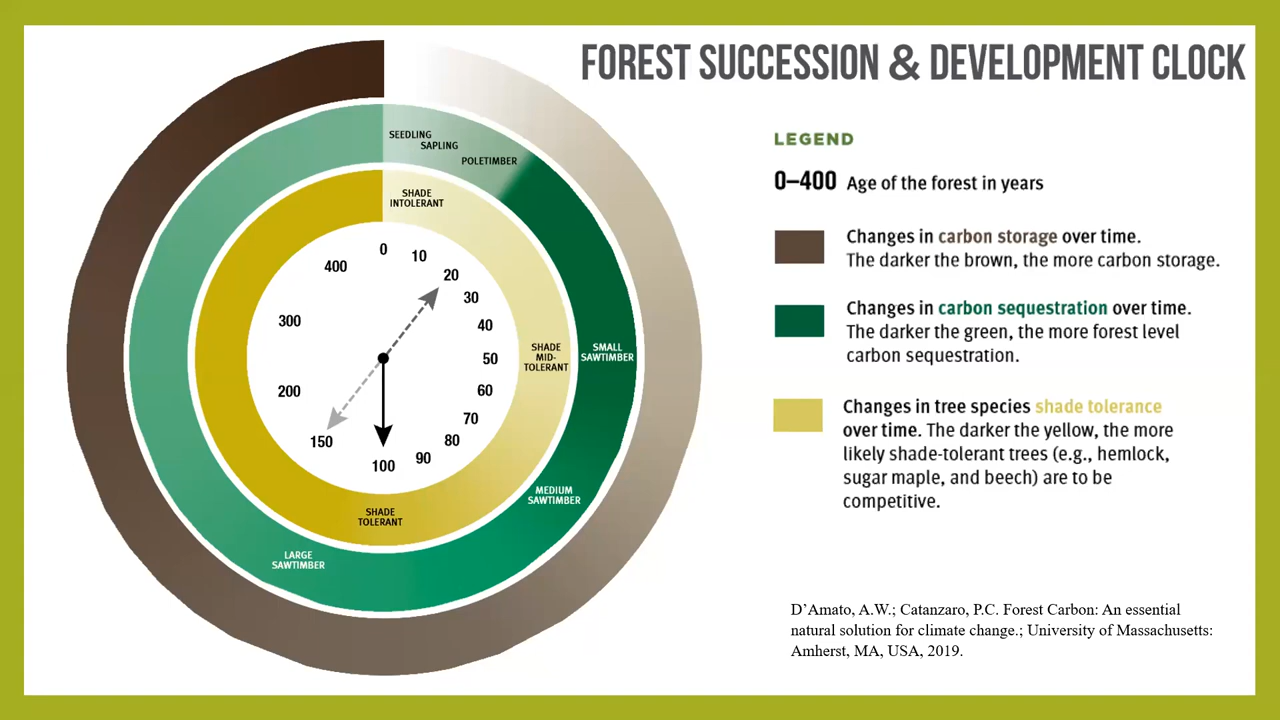 FOREST SUCCESSION & DEVELOPMENT CLOCK
SEEDLING
SAPLING
POLETIMBER
SHADE
INTOLERANT
0
10
20
30
40
50
60
70
80
90
100
150
200
300
400
SHADE
MID-
TOLERANT
SMALL
SAWTIMBER
MEDIUM
SAWTIMBER
SHADE
TOLERANT
LARGE
SAWTIMBER
LEGEND
0–400 Age of the forest in years
Changes in carbon storage over time.
The darker the brown, the more carbon storage.
Changes in carbon sequestration over time.
The darker the green, the more forest level
carbon sequestration.
Changes in tree species shade tolerance
over time. The darker the yellow, the more
likely shade-tolerant trees (e.g., hemlock,
sugar maple, and beech) are to be
competitive.
D’Amato, A.W.; Catanzaro, P.C. Forest Carbon: An essential
natural solution for climate change.; University of Massachusetts:
Amherst, MA, USA, 2019.